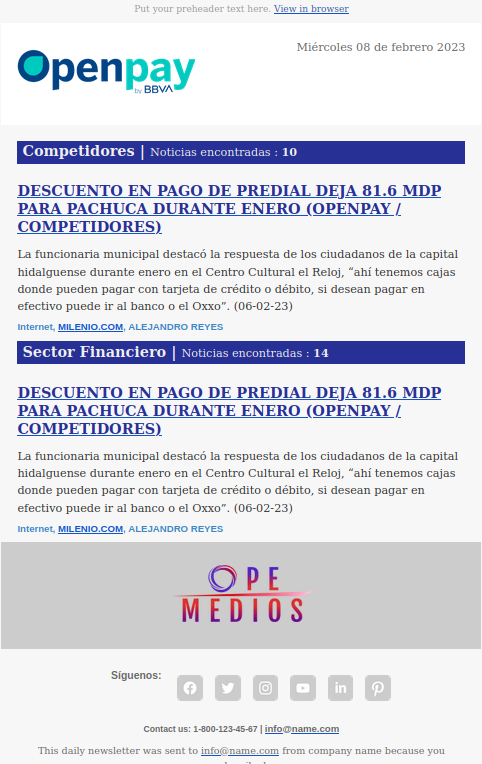 Put your preheader text here. View in browser
Miércoles 08 de febrero 2023
Openpay
by BBVA
Competidores | Noticias encontradas : 10
DESCUENTO EN PAGO DE PREDIAL DEJA 81.6 MDP
PARA PACHUCA DURANTE ENERO (OPENPAY /
COMPETIDORES)
La funcionaria municipal destacó la respuesta de los ciudadanos de la capital
hidalguense durante enero en el Centro Cultural el Reloj, “ahí tenemos cajas
donde pueden pagar con tarjeta de crédito o débito, si desean pagar en
efectivo puede ir al banco o el Oxxo”. (06-02-23)
Internet, MILENIO.COM, ALEJANDRO REYES
Sector Financiero | Noticias encontradas : 14
DESCUENTO EN PAGO DE PREDIAL DEJA 81.6 MDP
PARA PACHUCA DURANTE ENERO (OPENPAY /
COMPETIDORES)
La funcionaria municipal destacó la respuesta de los ciudadanos de la capital
hidalguense durante enero en el Centro Cultural el Reloj, “ahí tenemos cajas
donde pueden pagar con tarjeta de crédito o débito, si desean pagar en
efectivo puede ir al banco o el Oxxo”. (06-02-23)
Internet, MILENIO.COM, ALEJANDRO REYES
OPE
MEDIOS
Síguenos:
Contact us: 1-800-123-45-67 | info@name.com
This daily newsletter was sent to info@name.com from company name because you